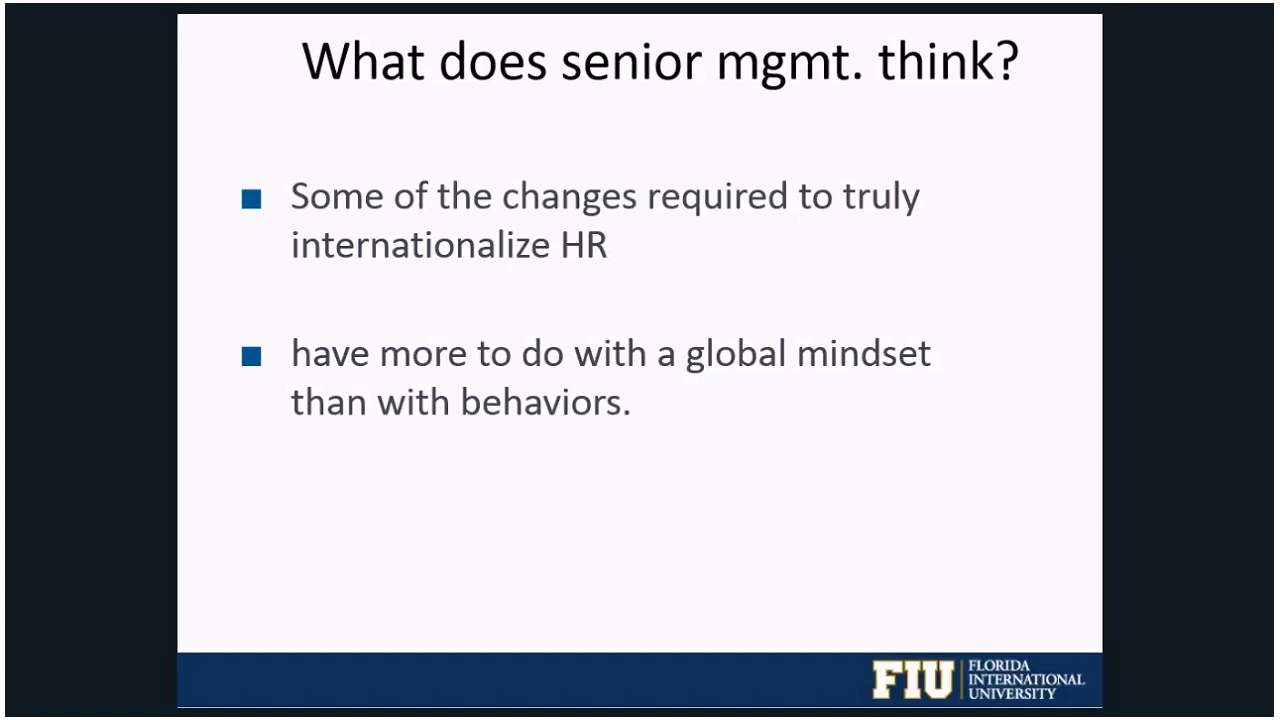 What does senior mgmt. think?
Some of the changes required to truly
internationalize HR
have more to do with a global mindset
than with behaviors.
FIU
FLORIDA
INTERNATIONAL
UNIVERSITY